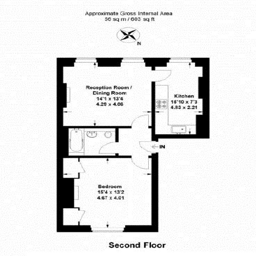 Approximate Gross Internal Area
56 sq m / 603 sq ft
N
Reception Room /
Dining Room
14'1 x 13'4
4.29 x 4.06
Kitchen
14'10 x 7'3
4.53 x 2.21
IN
Bedroom
15'4 x 13'2
4.67 x 4.01
Second Floor